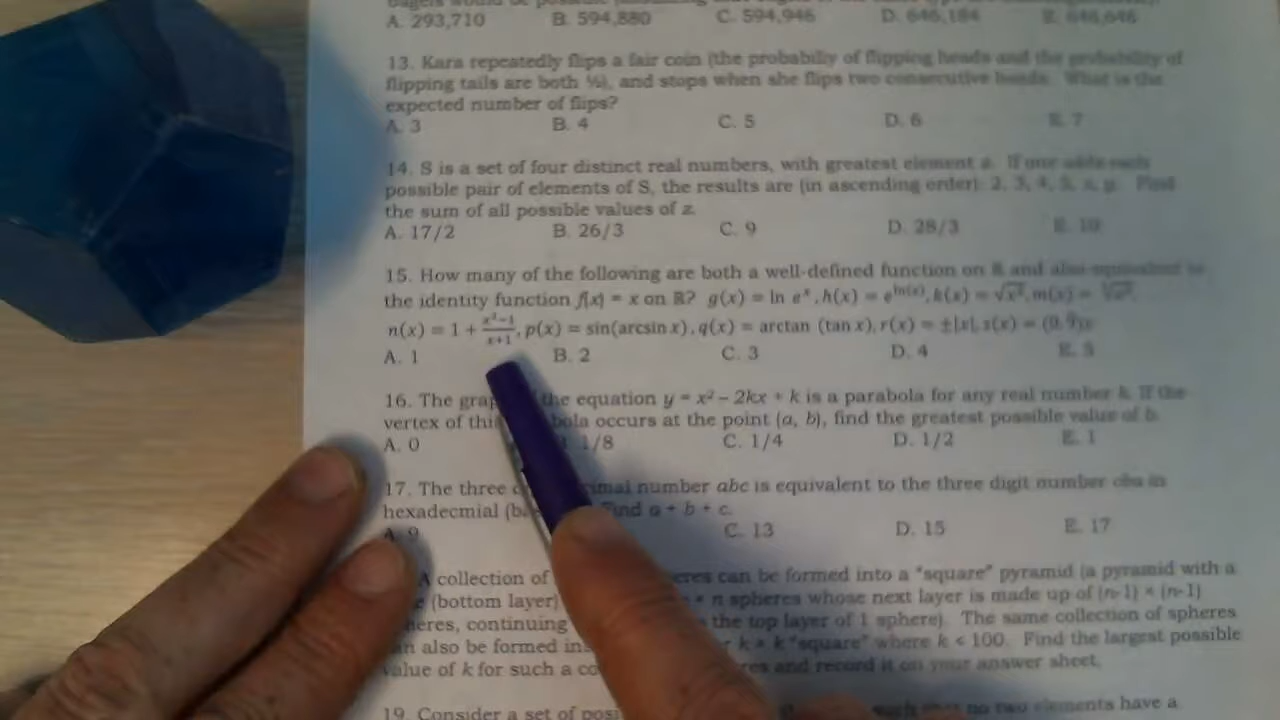 A. 293,710 B. 594,880 C. 594,946 D. 646,184 E. 646,646
13. Kara repeatedly flips a fair coin (the probabiliy of flipping heads and the probability of
flipping tails are both ½), and stops when she flips two consecutive heads. What is the
expected number of flips?
A. 3 B. 4 C. 5 D. 6 E. 7
14. S is a set of four distinct real numbers, with greatest element z. If one adds each
possible pair of elements of S, the results are (in ascending order) 2, 3, 4, 5, x, y. Find
the sum of all possible values of z.
A. 17/2 B. 26/3 C. 9 D. 28/3 E. 10
15. How many of the following are both a well-defined function on ℝ and also equivalent to
the identity function f(x) = x on ℝ? g(x) = ln eˣ, h(x) = e^ln(x), k(x) = √x²,
n(x) = 1 + (x²−1)/(x+1), p(x) = sin(arcsin x), q(x) = arctan (tan x), r(x) = ±|x|,
A. 1 B. 2 C. 3 D. 4 E. 5
16. The the equation y = x² – 2kx + k is a parabola for any real number k. If the
vertex of occurs at the point (a, b), find the greatest possible value of b.
A. 0 1/8 C. 1/4 D. 1/2 E. 1
17. The three number abc is equivalent to the three digit number cba in
hexadecmial Find a + b + c.
A. 9 C. 13 D. 15 E. 17
A collection of can be formed into a "square" pyramid (a pyramid with a
(bottom layer) n spheres whose next layer is made up of (n-1) × (n-1)
continuing the top layer of 1 sphere). The same collection of spheres
also be formed k × k "square" where k < 100. Find the largest possible
value of k for such a and record it on your answer sheet.
19. Consider a set of no two elements have a